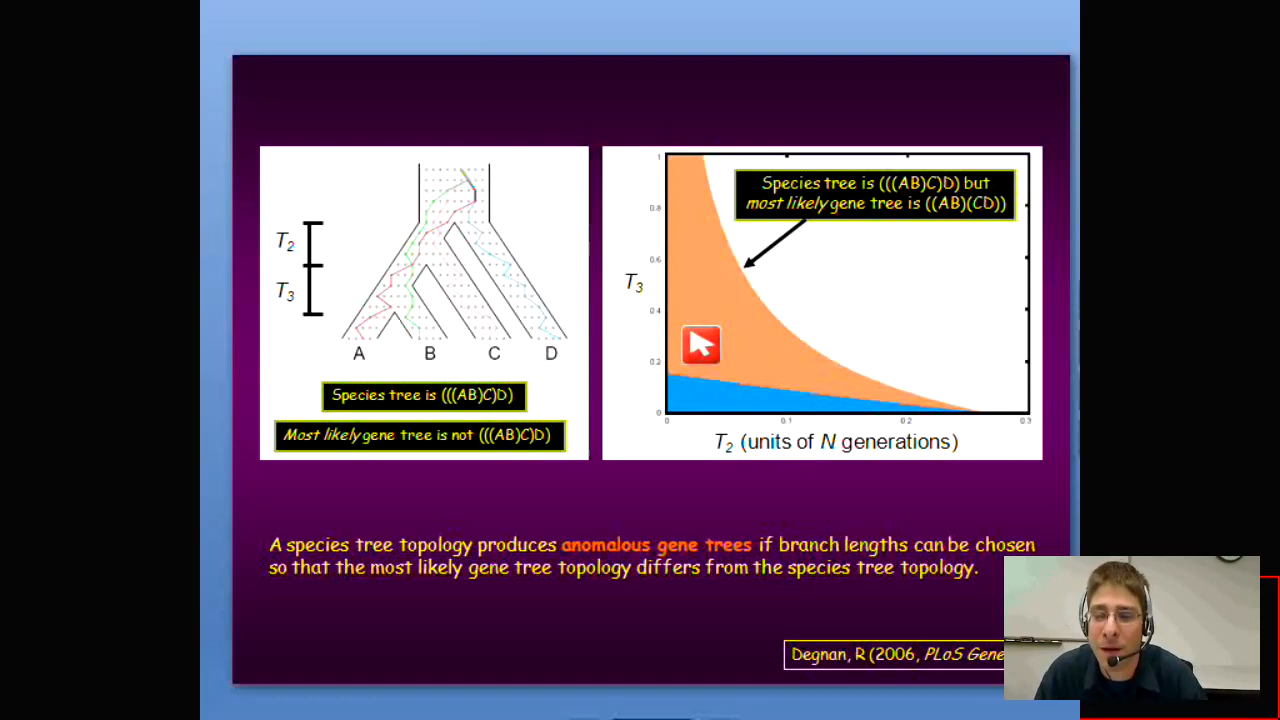 T2
T3
A B C D
Species tree is (((AB)C)D)
Most likely gene tree is not (((AB)C)D)
Species tree is (((AB)C)D) but
most likely gene tree is ((AB)(CD))
T3
1
0.8
0.6
0.4
0.2
0
0 0.1 0.2 0.3
T2 (units of N generations)
A species tree topology produces anomalous gene trees if branch lengths can be chosen
so that the most likely gene tree topology differs from the species tree topology.
Degnan, R (2006, PLoS Gene